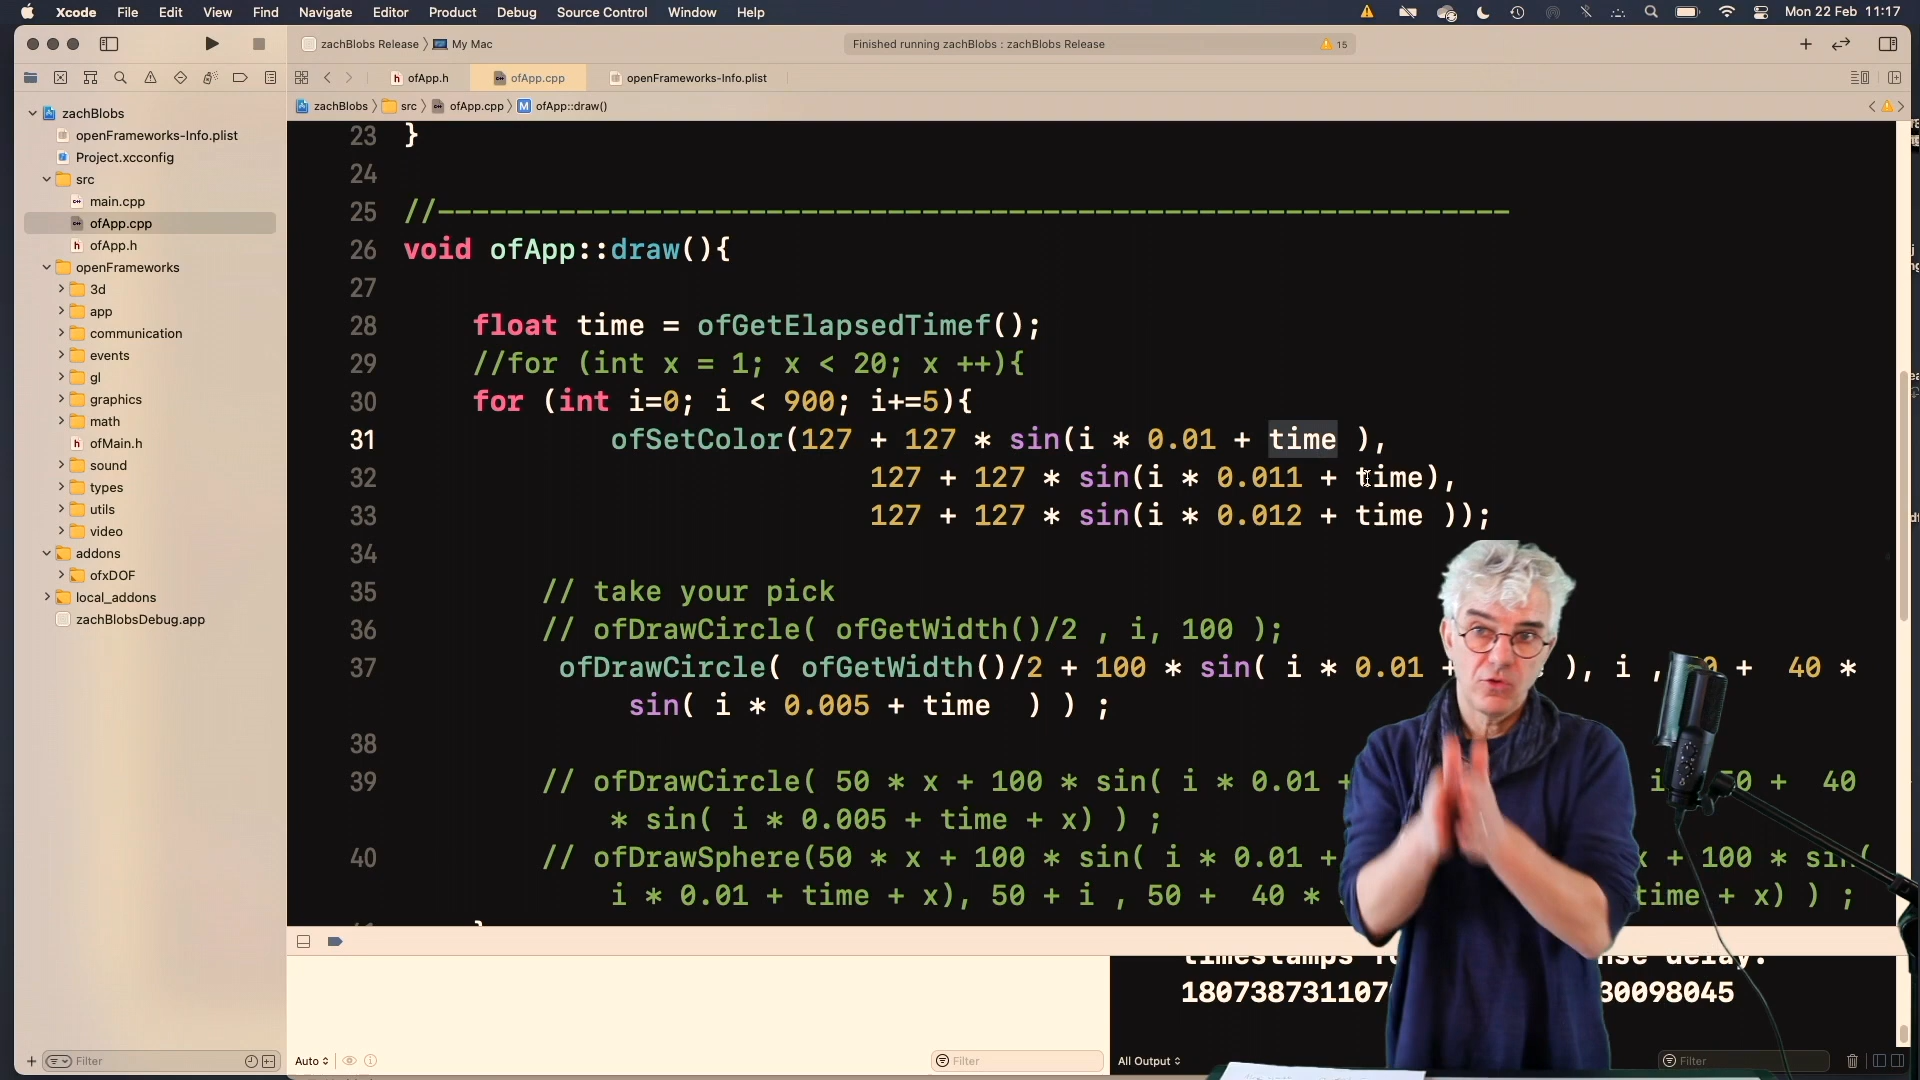 Xcode File Edit View Find Navigate Editor Product Debug Source Control Window Help Mon 22 Feb 11:17
zachBlobs Release My Mac Finished running zachBlobs : zachBlobs Release 15
ofApp.h ofApp.cpp openFrameworks-Info.plist
zachBlobs src ofApp.cpp M ofApp::draw()
zachBlobs
openFrameworks-Info.plist
Project.xcconfig
src
main.cpp
ofApp.cpp
ofApp.h
openFrameworks
3d
app
communication
events
gl
graphics
math
ofMain.h
sound
types
utils
video
addons
ofxDOF
local_addons
zachBlobsDebug.app
23 }
24
25 //--------------------------------------------------------------
26 void ofApp::draw(){
27
28 float time = ofGetElapsedTimef();
29 //for (int x = 1; x < 20; x ++){
30 for (int i=0; i < 900; i+=5){
31 ofSetColor(127 + 127 * sin(i * 0.01 + time ),
32 127 + 127 * sin(i * 0.011 + time),
33 127 + 127 * sin(i * 0.012 + time ));
34
35 // take your pick
36 // ofDrawCircle( ofGetWidth()/2 , i, 100 );
37 ofDrawCircle( ofGetWidth()/2 + 100 * sin( i * 0.01 + ), i , + 40 *
sin( i * 0.005 + time ) ) ;
38
39 // ofDrawCircle( 50 * x + 100 * sin( i * 0.01 + i 50 + 40
* sin( i * 0.005 + time + x) ) ;
40 // ofDrawSphere(50 * x + 100 * sin( i * 0.01 + x + 100 * sin(
i * 0.01 + time + x), 50 + i , 50 + 40 * time + x) ) ;
timestamps delay:
Auto Filter All Output Filter
Filter